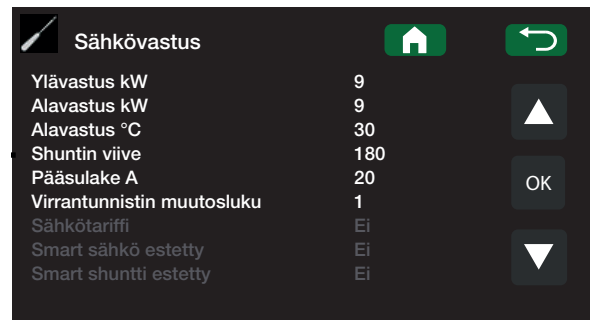 Sähkövastus
Ylävastus kW 9
Alavastus kW 9
Alavastus °C 30
Shuntin viive 180
Pääsulake A 20
OK
Virrantunnistin muutosluku 1
Sähkötariffi Ei
Smart sähkö estetty Ei
Smart shuntti estetty Ei